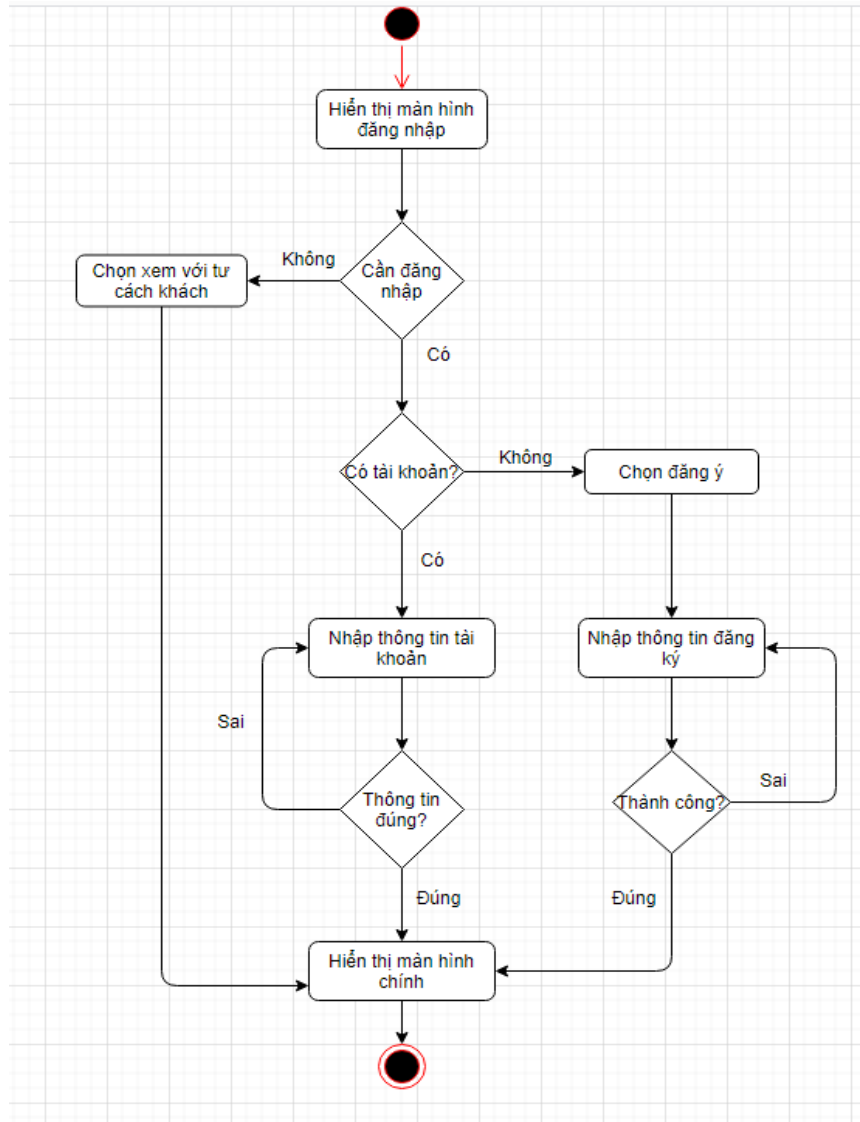 Hiển thị màn hình
đăng nhập
Không
Cần đăng
nhập
Chọn xem với tư
cách khách
Có
Có tài khoản?
Không
Chọn đăng ý
Có
Nhập thông tin tài
khoản
Nhập thông tin đăng
ký
Sai
Thông tin
đúng?
Thành công?
Sai
Đúng
Đúng
Hiển thị màn hình
chính